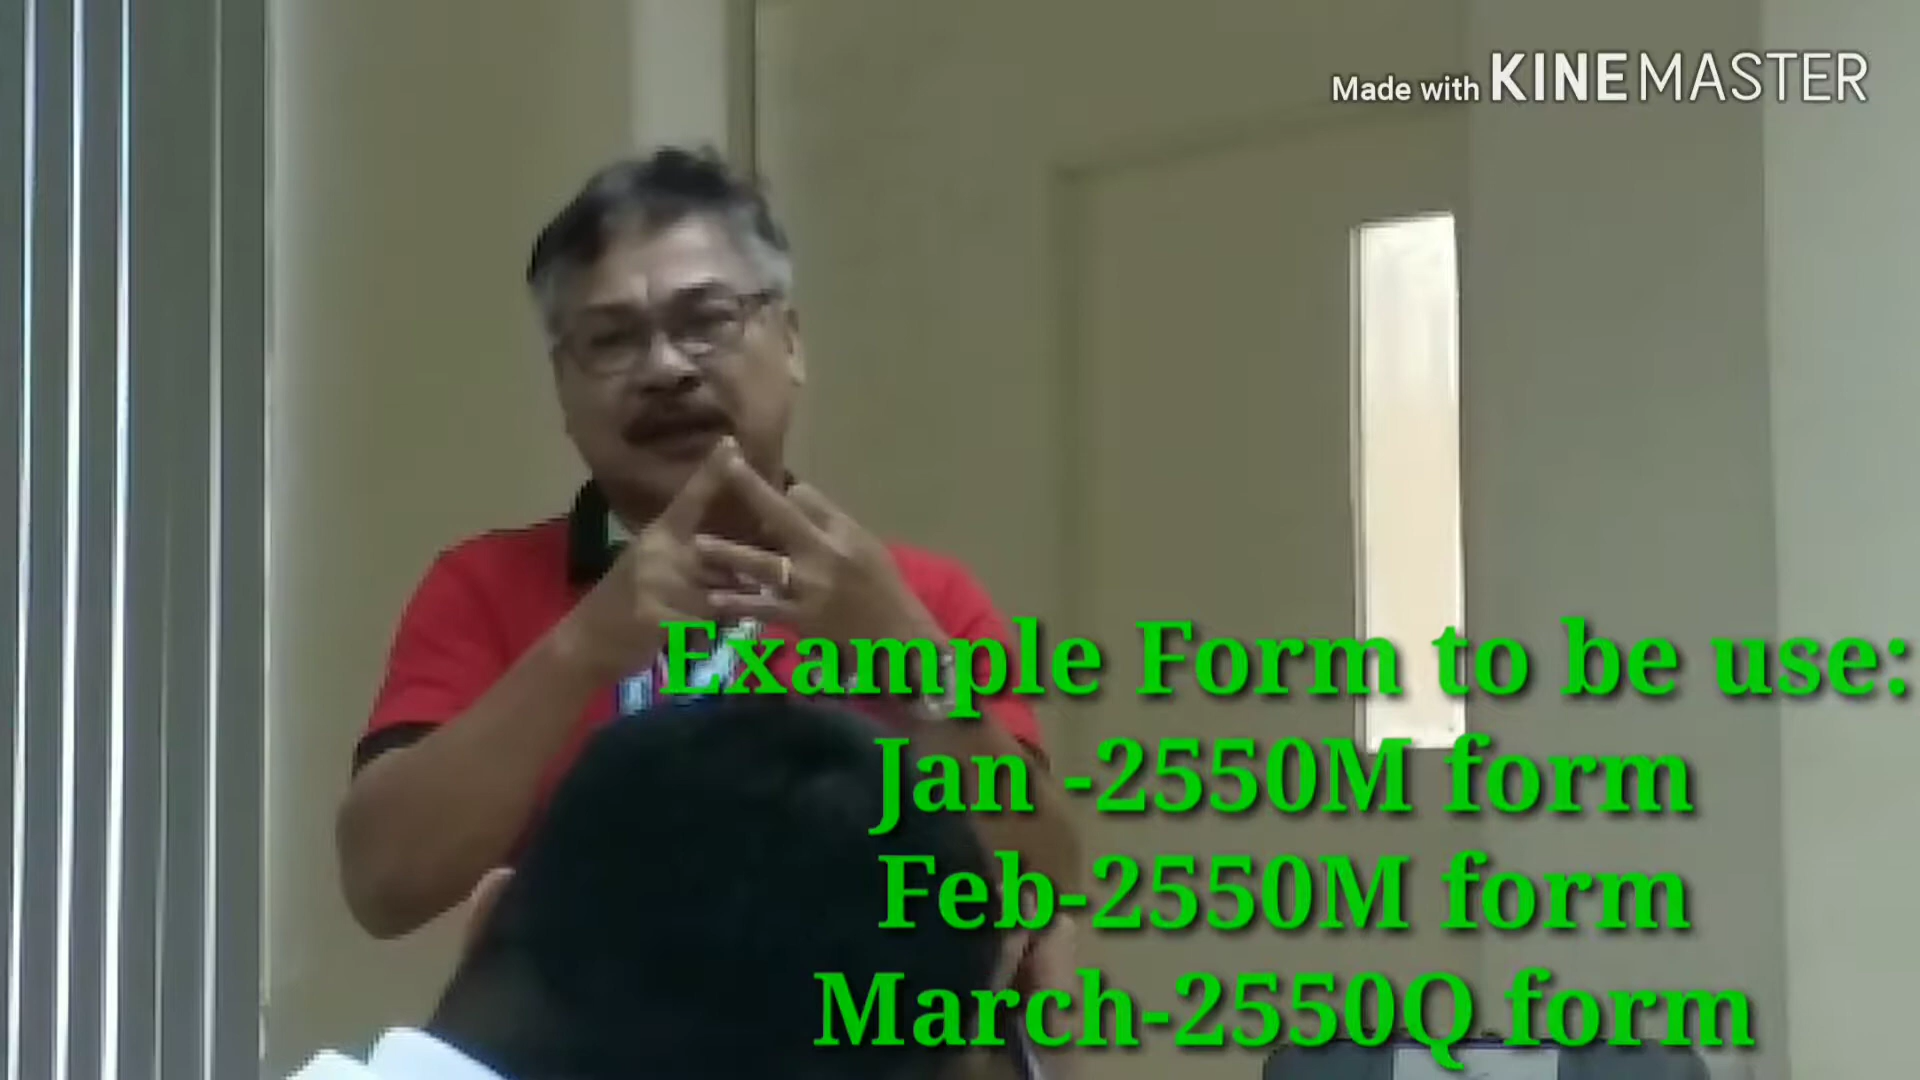 Made with KINEMASTER
Example Form to be use:
Jan -2550M form
Feb-2550M form
March-2550Q form